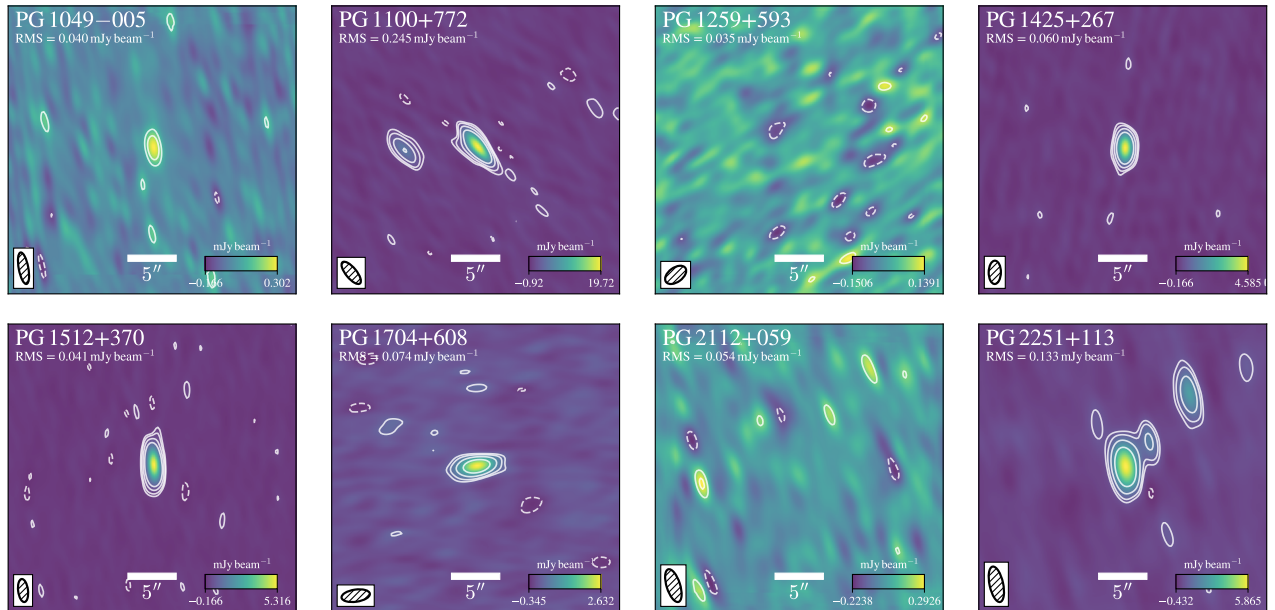 PG 1049−005
RMS = 0.040 mJy beam⁻¹
mJy beam⁻¹
5″
−0.166 0.302
PG 1100+772
RMS = 0.245 mJy beam⁻¹
mJy beam⁻¹
5″
−0.92 19.72
PG 1259+593
RMS = 0.035 mJy beam⁻¹
mJy beam⁻¹
5″
−0.1506 0.1391
PG 1425+267
RMS = 0.060 mJy beam⁻¹
mJy beam⁻¹
5″
−0.166 4.585
PG 1512+370
RMS = 0.041 mJy beam⁻¹
mJy beam⁻¹
5″
−0.166 5.316
PG 1704+608
RMS = 0.074 mJy beam⁻¹
mJy beam⁻¹
5″
−0.345 2.632
PG 2112+059
RMS = 0.054 mJy beam⁻¹
mJy beam⁻¹
5″
−0.2238 0.2926
PG 2251+113
RMS = 0.133 mJy beam⁻¹
mJy beam⁻¹
5″
−0.432 5.865